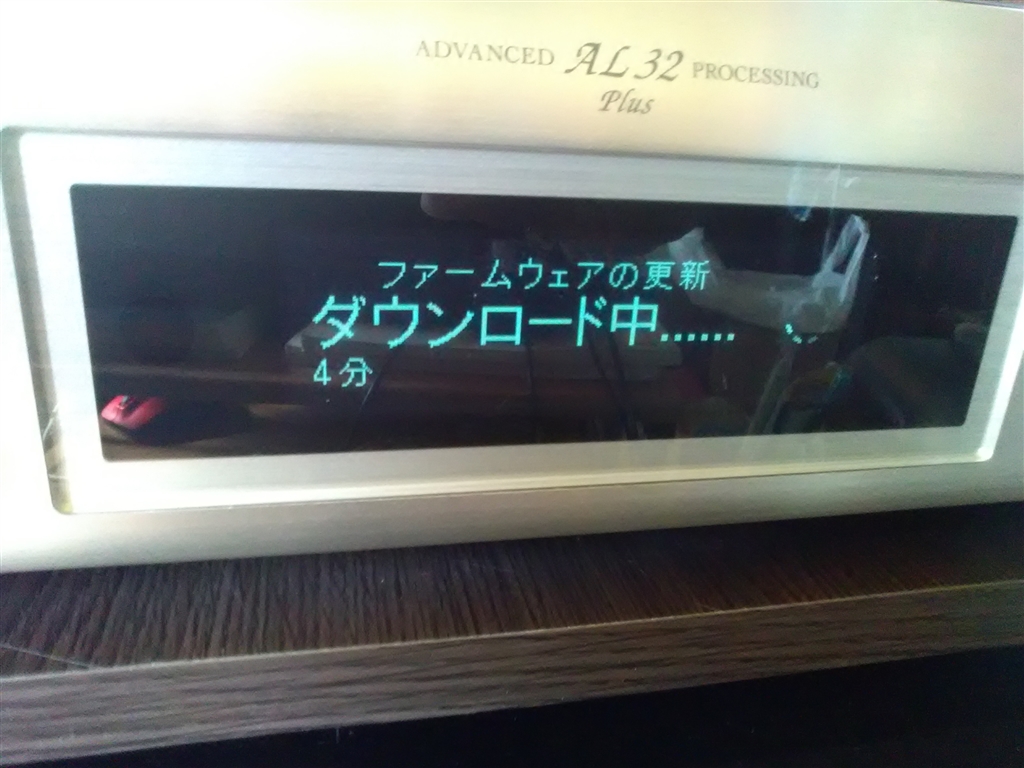 ADVANCED AL32 PROCESSING
Plus
ファームウェアの更新
ダウンロード中......
4分